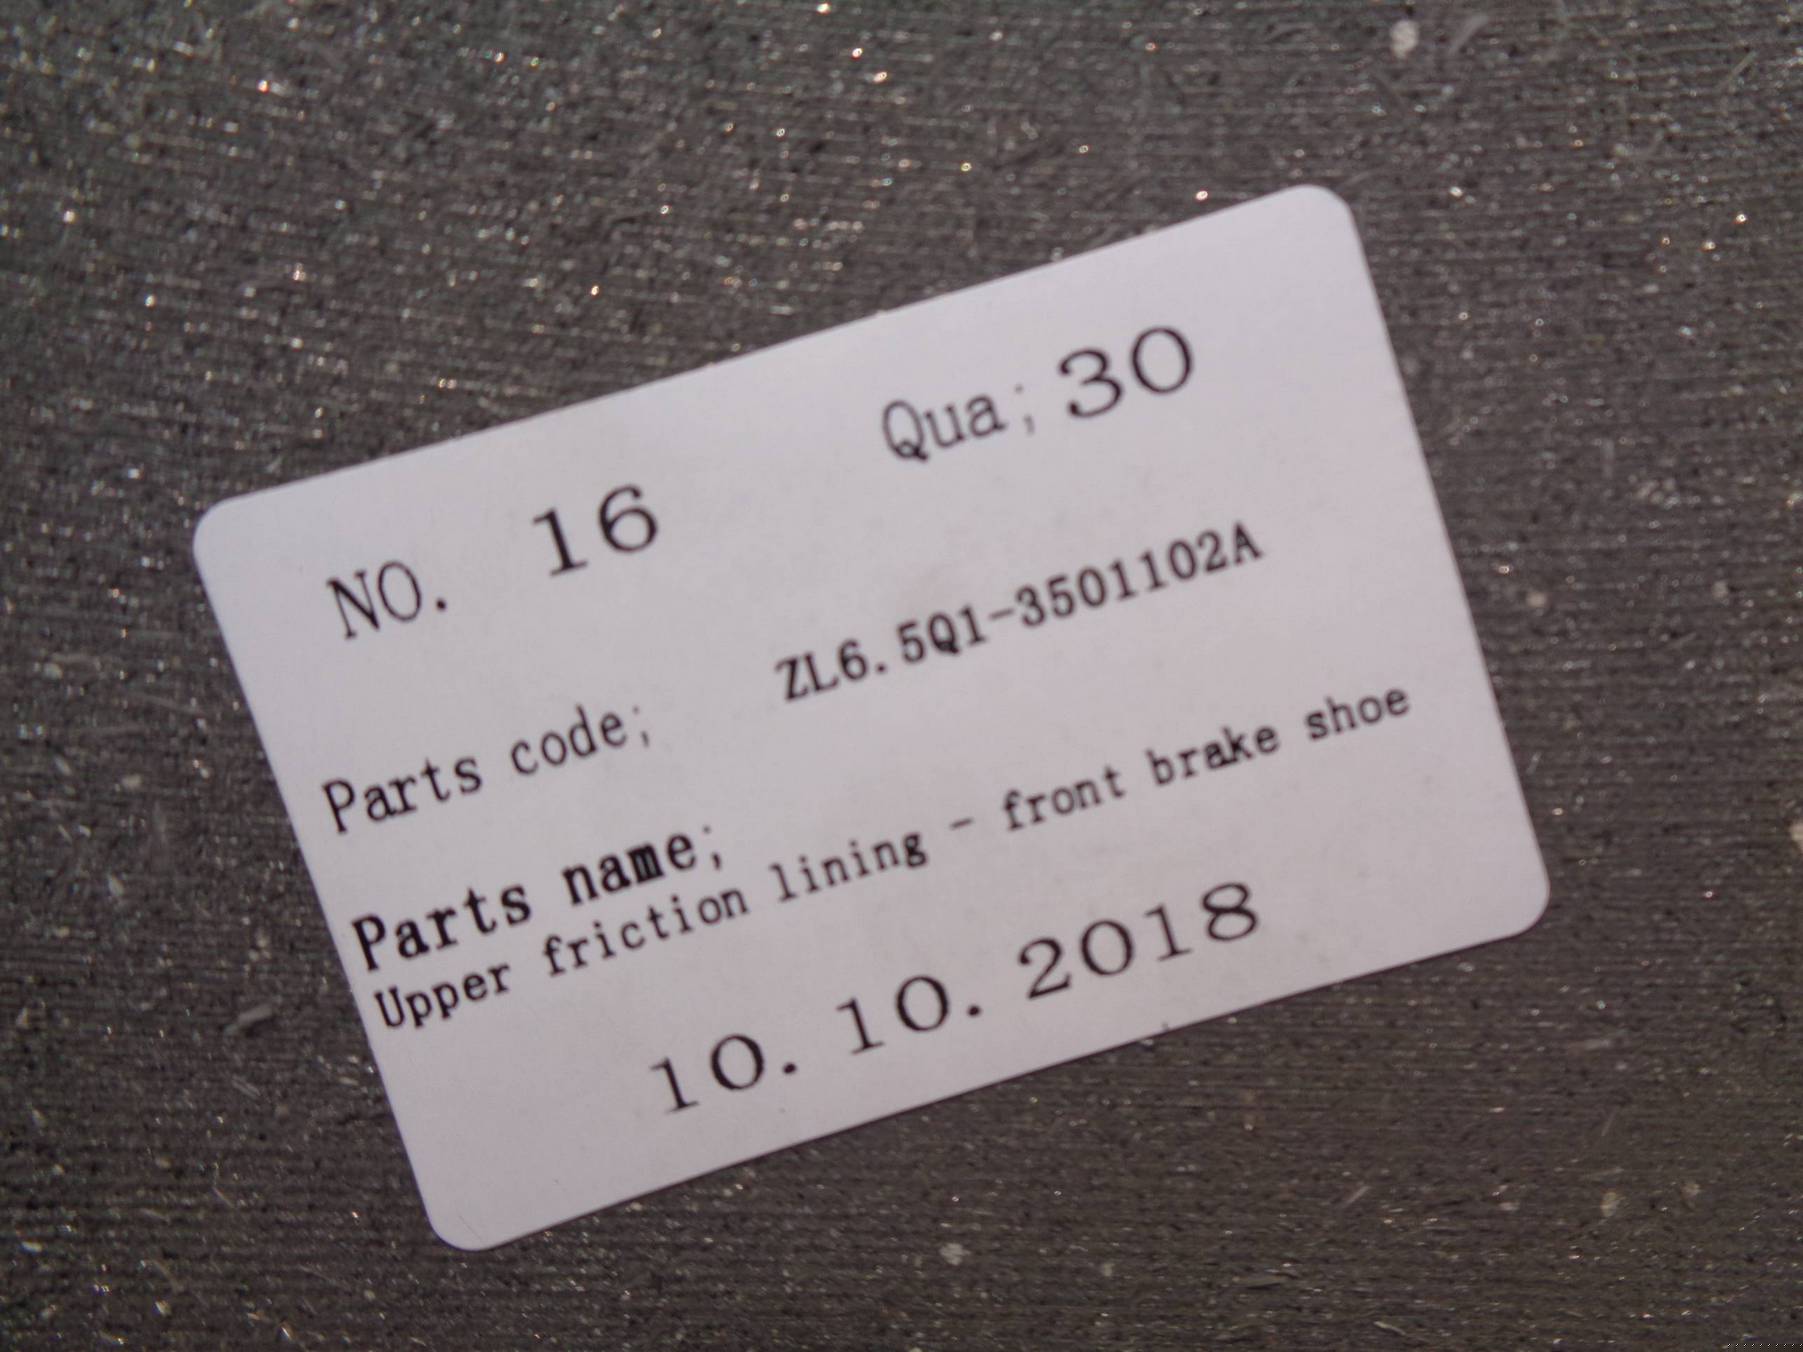 NO. 16 Qua; 30
Parts code; ZL6.5Q1-3501102A
Parts name;
Upper friction lining - front brake shoe
10.10.2018